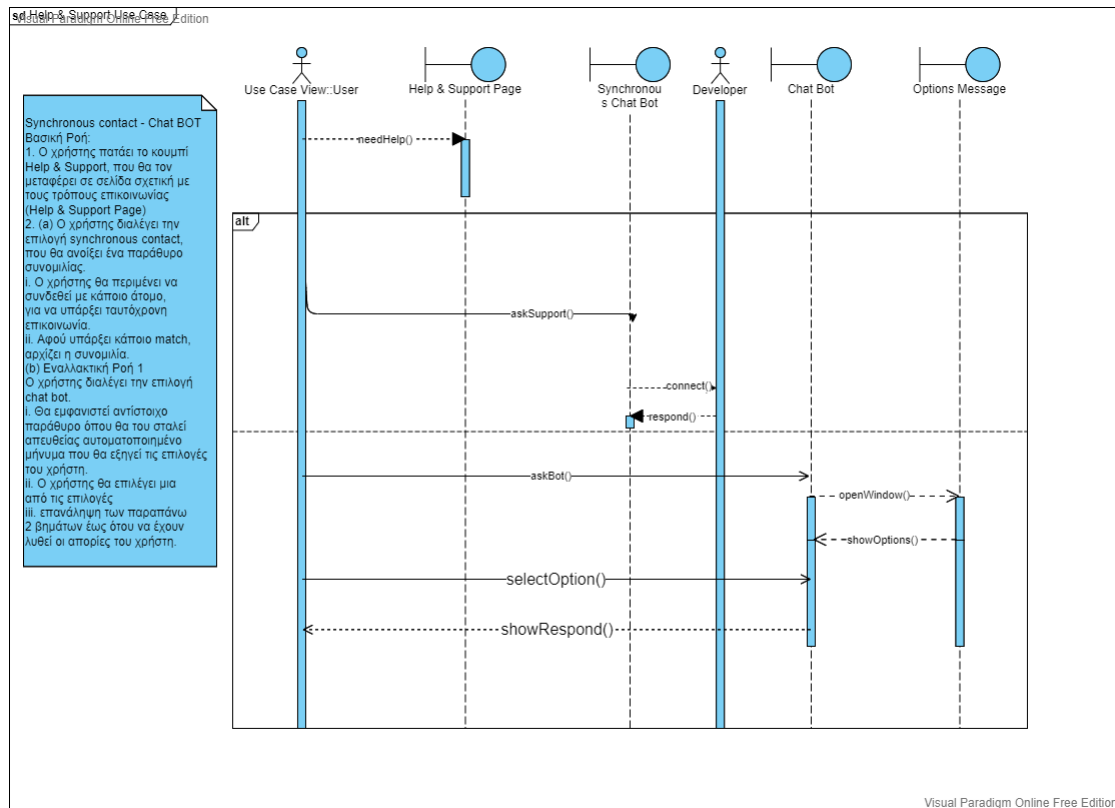 sd Help & Support Use Case
Visual Paradigm Online Free Edition
Use Case View::User
Help & Support Page
Synchronou
s Chat Bot
Developer
Chat Bot
Options Message
Synchronous contact - Chat BOT
Βασική Ροή:
1. Ο χρήστης πατάει το κουμπί
Help & Support, που θα τον
μεταφέρει σε σελίδα σχετική με
τους τρόπους επικοινωνίας
(Help & Support Page)
2. (a) Ο χρήστης διαλέγει την
επιλογή synchronous contact,
που θα ανοίξει ένα παράθυρο
συνομιλίας.
i. Ο χρήστης θα περιμένει να
συνδεθεί με κάποιο άτομο,
για να υπάρξει ταυτόχρονη
επικοινωνία.
ii. Αφού υπάρξει κάποιο match,
αρχίζει η συνομιλία.
(b) Εναλλακτική Ροή 1
Ο χρήστης διαλέγει την επιλογή
chat bot.
i. Θα εμφανιστεί αντίστοιχο
παράθυρο όπου θα του σταλεί
απευθείας αυτοματοποιημένο
μήνυμα που θα εξηγεί τις επιλογές
του χρήστη.
ii. Ο χρήστης θα επιλέγει μια
από τις επιλογές
iii. επανάληψη των παραπάνω
2 βημάτων έως ότου να έχουν
λυθεί οι απορίες του χρήστη.
needHelp()
alt
askSupport()
connect()
respond()
askBot()
openWindow()
showOptions()
selectOption()
showRespond()
Visual Paradigm Online Free Edition